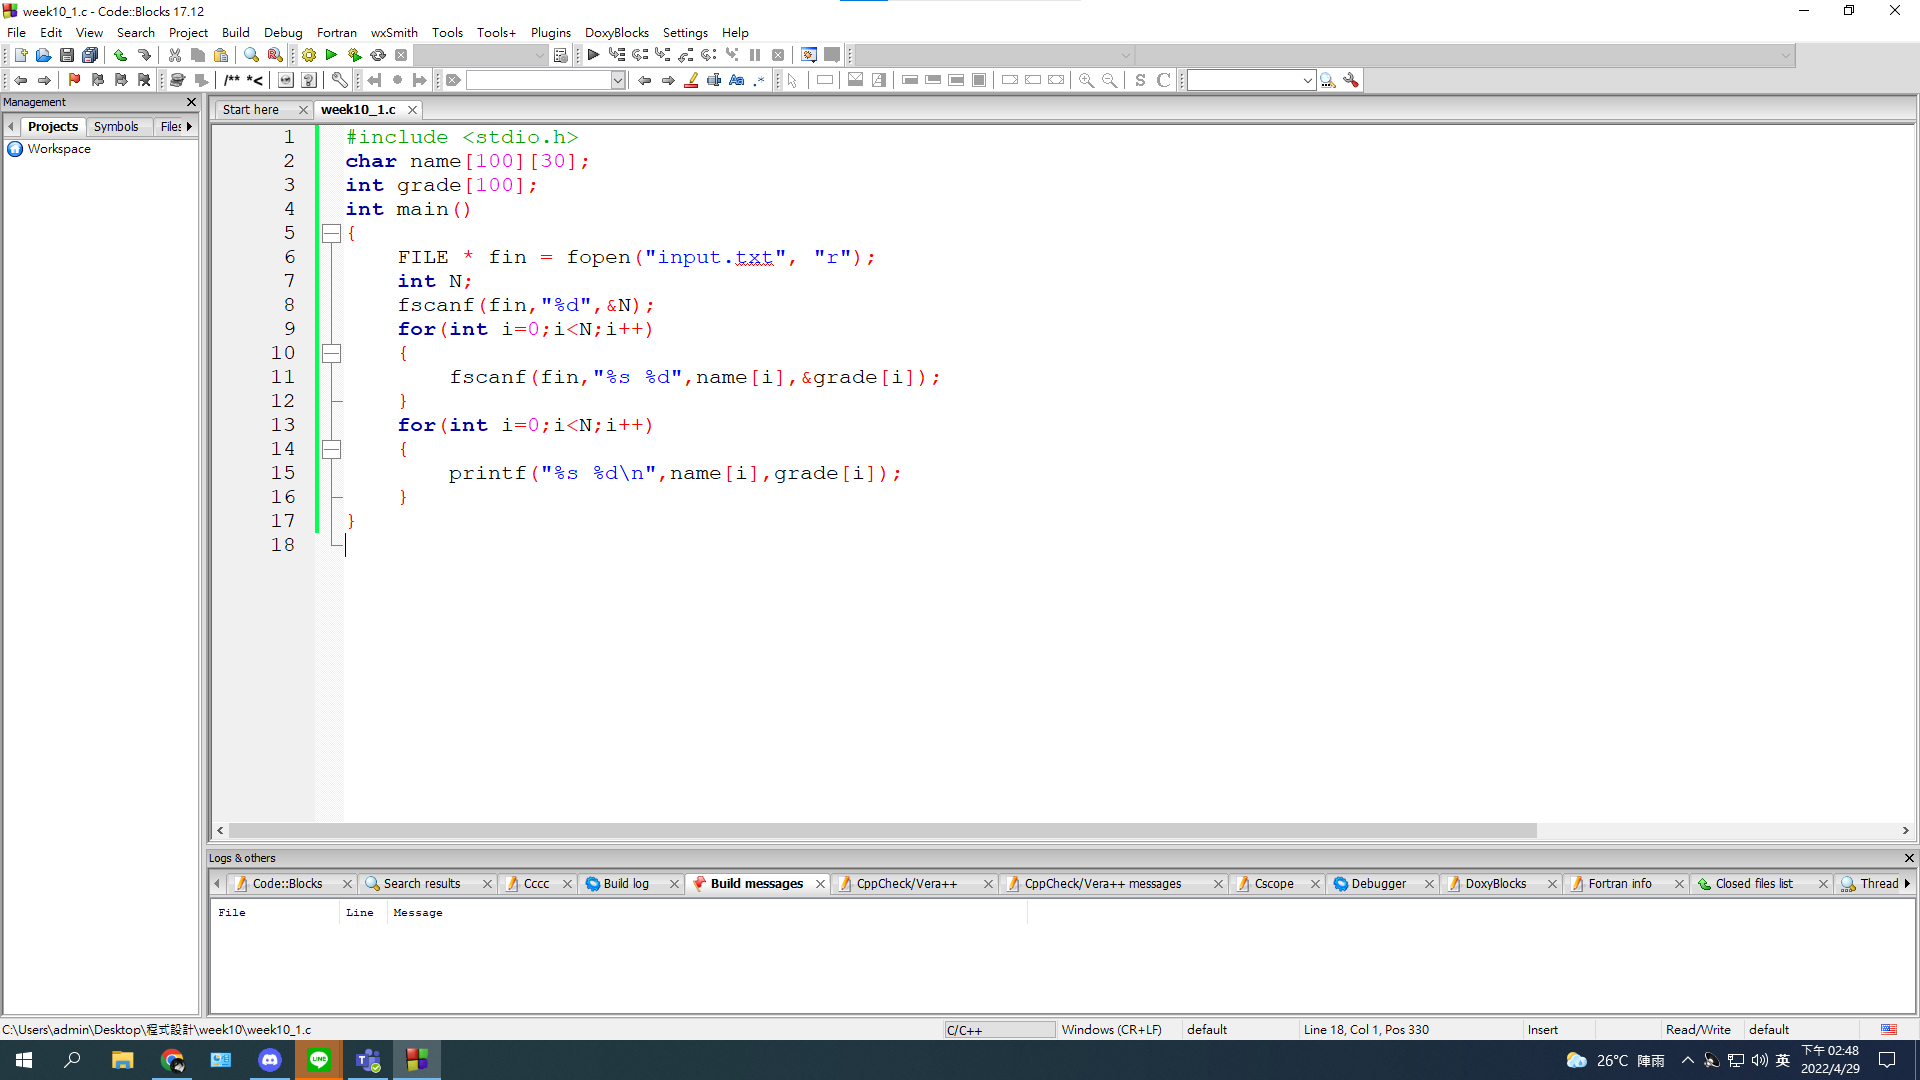 week10_1.c - Code::Blocks 17.12
File Edit View Search Project Build Debug Fortran wxSmith Tools Tools+ Plugins DoxyBlocks Settings Help
/** *<
S C
Management
Projects Symbols Files
Workspace
Start here week10_1.c
1 #include <stdio.h>
2 char name[100][30];
3 int grade[100];
4 int main()
5 {
6 FILE * fin = fopen("input.txt", "r");
7 int N;
8 fscanf(fin,"%d",&N);
9 for(int i=0;i<N;i++)
10 {
11 fscanf(fin,"%s %d",name[i],&grade[i]);
12 }
13 for(int i=0;i<N;i++)
14 {
15 printf("%s %d\n",name[i],grade[i]);
16 }
17 }
18
Logs & others
Code::Blocks Search results Cccc Build log Build messages CppCheck/Vera++ CppCheck/Vera++ messages Cscope Debugger DoxyBlocks Fortran info Closed files list Thread
File Line Message
C:\Users\admin\Desktop\程式設計\week10\week10_1.c C/C++ Windows (CR+LF) default Line 18, Col 1, Pos 330 Insert Read/Write default
LINE 26°C 陣雨 英 下午 02:48
2022/4/29